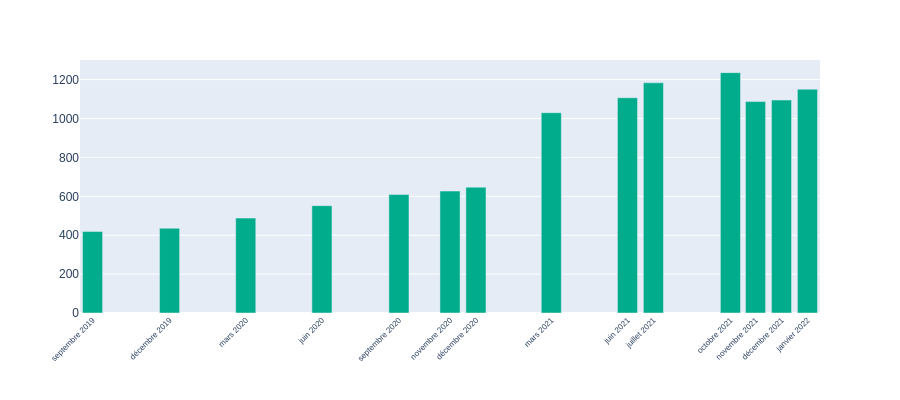 1200
1000
800
600
400
200
0
septembre 2019
décembre 2019
mars 2020
juin 2020
septembre 2020
novembre 2020
décembre 2020
mars 2021
juin 2021
juillet 2021
octobre 2021
novembre 2021
décembre 2021
janvier 2022